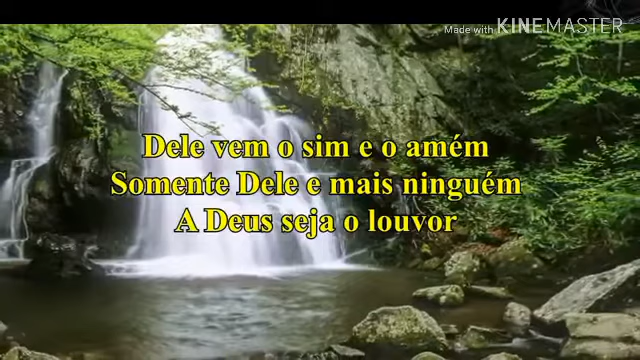 Made with KINEMASTER
Dele vem o sim e o amém
Somente Dele e mais ninguém
A Deus seja o louvor